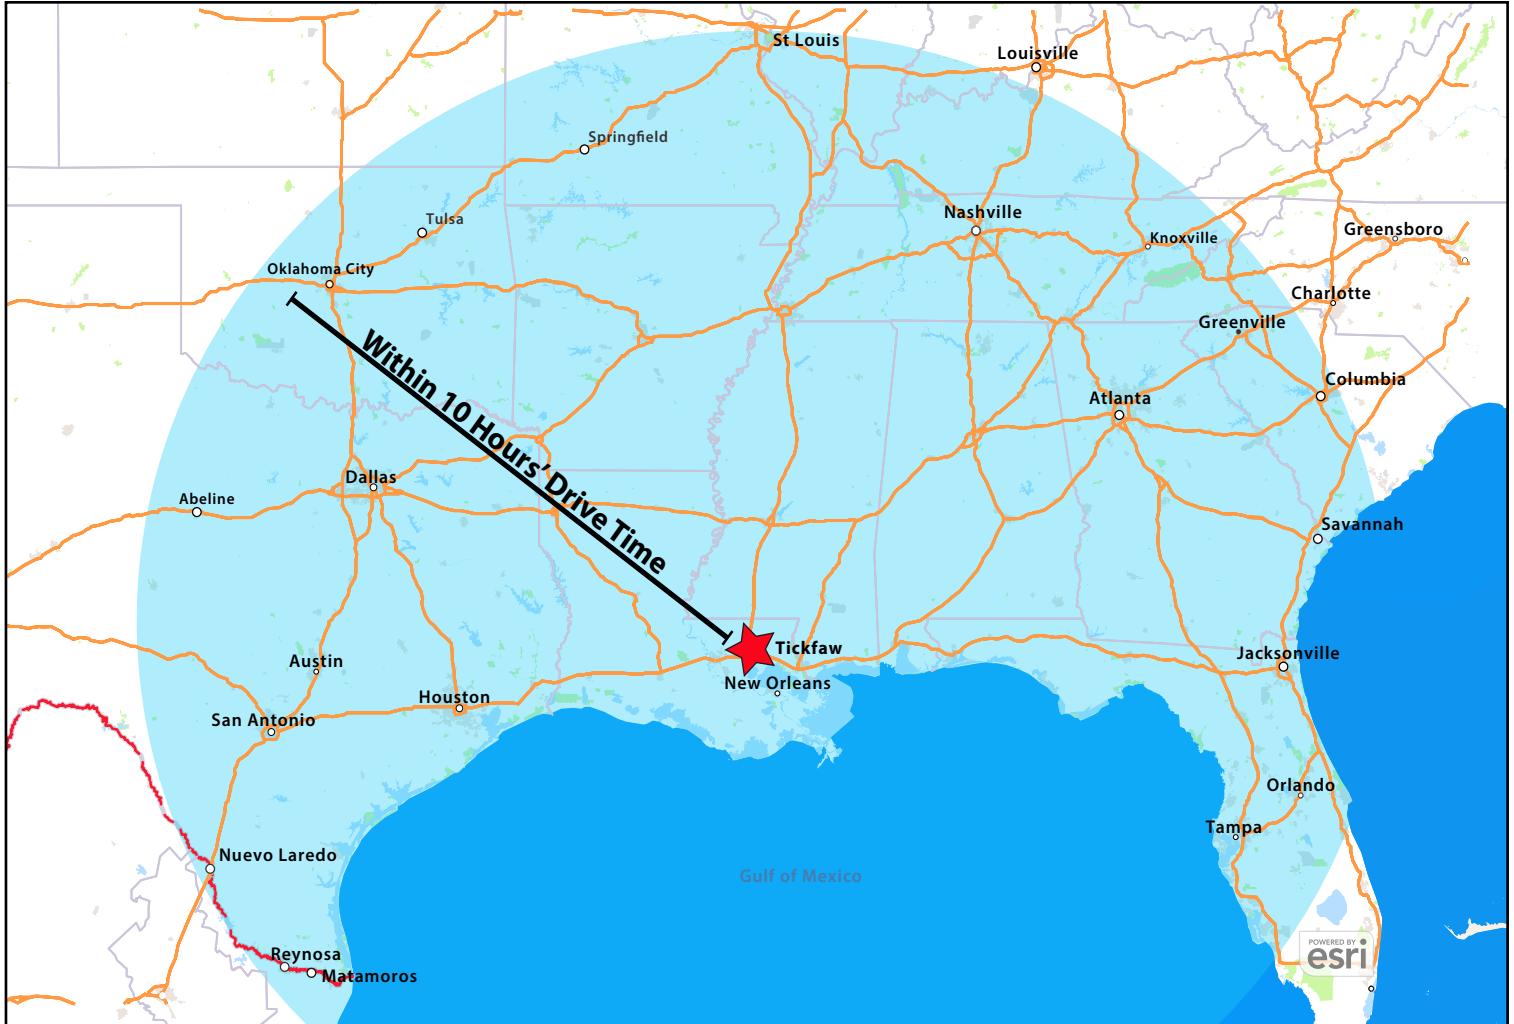 St Louis
Louisville
Springfield
Nashville
Tulsa
Greensboro
Knoxville
Oklahoma City
Charlotte
Greenville
Within 10 Hours' Drive Time
Columbia
Atlanta
Dallas
Abeline
Savannah
Tickfaw
Jacksonville
Austin
New Orleans
Houston
San Antonio
Orlando
Tampa
Nuevo Laredo
Gulf of Mexico
POWERED BY
esri
Reynosa
Matamoros